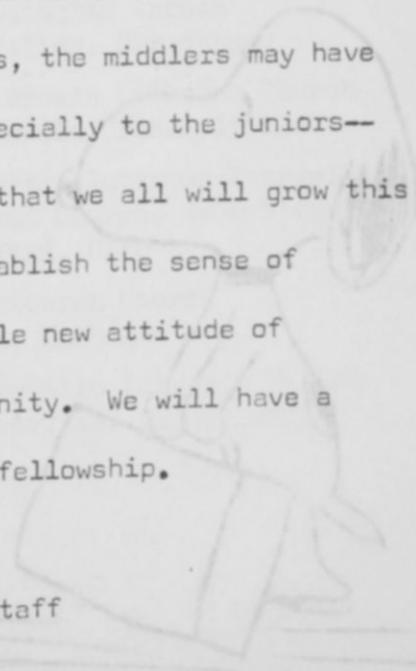 s, the middlers may have
ecially to the juniors--
that we all will grow this
ablish the sense of
le new attitude of
nity. We will have a
fellowship.
taff